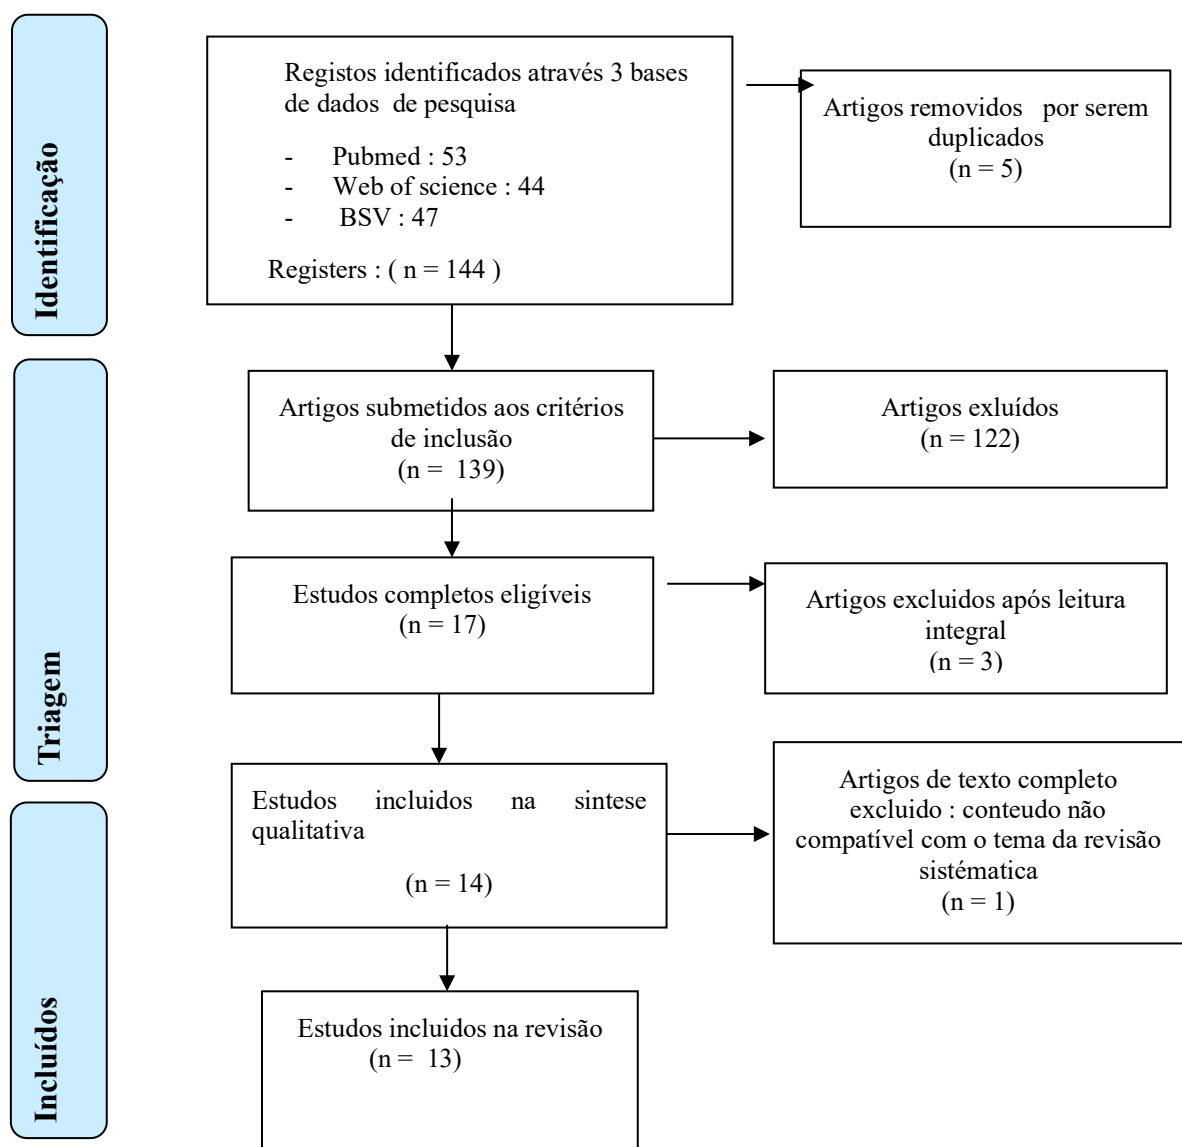 Identificação
Registos identificados através 3 bases
de dados de pesquisa
- Pubmed : 53
- Web of science : 44
- BSV : 47
Registers : ( n = 144 )
Artigos removidos por serem
duplicados
(n = 5)
Triagem
Artigos submetidos aos critérios
de inclusão
(n = 139)
Artigos exluídos
(n = 122)
Estudos completos eligíveis
(n = 17)
Artigos excluidos após leitura
integral
(n = 3)
Estudos incluidos na sintese
qualitativa
(n = 14)
Artigos de texto completo
excluido : conteudo não
compatível com o tema da revisão
sistématica
(n = 1)
Incluídos
Estudos incluidos na revisão
(n = 13)